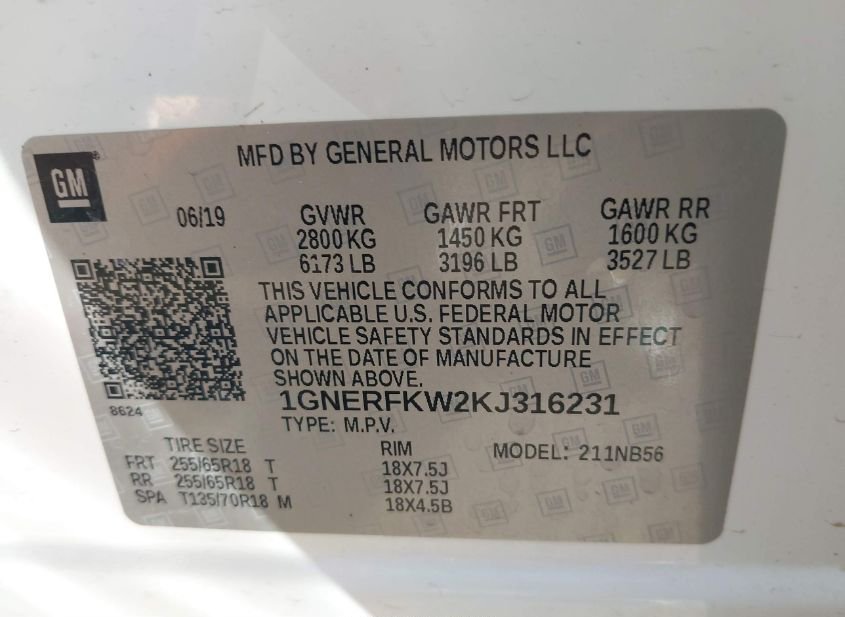 MFD BY GENERAL MOTORS LLC
GM
06/19
GVWR GAWR FRT GAWR RR
2800 KG 1450 KG 1600 KG
6173 LB 3196 LB 3527 LB
THIS VEHICLE CONFORMS TO ALL
APPLICABLE U.S. FEDERAL MOTOR
VEHICLE SAFETY STANDARDS IN EFFECT
ON THE DATE OF MANUFACTURE
SHOWN ABOVE.
8624
1GNERFKW2KJ316231
TYPE: M.P.V.
TIRE SIZE RIM MODEL: 211NB56
FRT 255/65R18 T 18X7.5J
RR 255/65R18 T 18X7.5J
SPA T135/70R18 M 18X4.5B